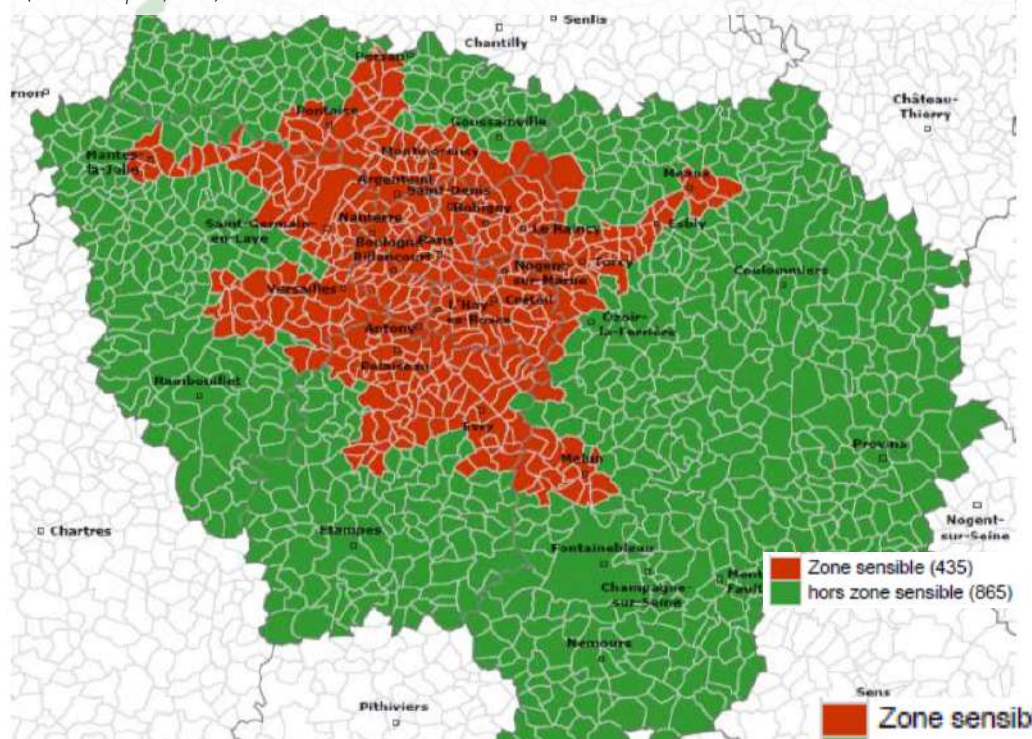 Senlis
Chantilly
Persan
Château-
Thierry
Pontoise
Goussainville
Mantes
la-Jolie
Montmorency
Meaux
Argenteuil
Saint-Denis
Bobigny
Saint-Germain-
en-Laye
Nanterre
Le Raincy
Esbly
Boulogne
Billancourt
Paris
Nogent-
sur-Marne
Torcy
Coulommiers
Versailles
L'Hay
les-Roses
Créteil
Ozoir-
la-Ferrière
Antony
Palaiseau
Rambouillet
Evry
Provins
Melun
Chartres
Etampes
Nogent-
sur-Seine
Fontainebleau
Champagne-
sur-Seine
Mont
Fault
Zone sensible (435)
hors zone sensible (865)
Nemours
Sens
Pithiviers
Zone sensib